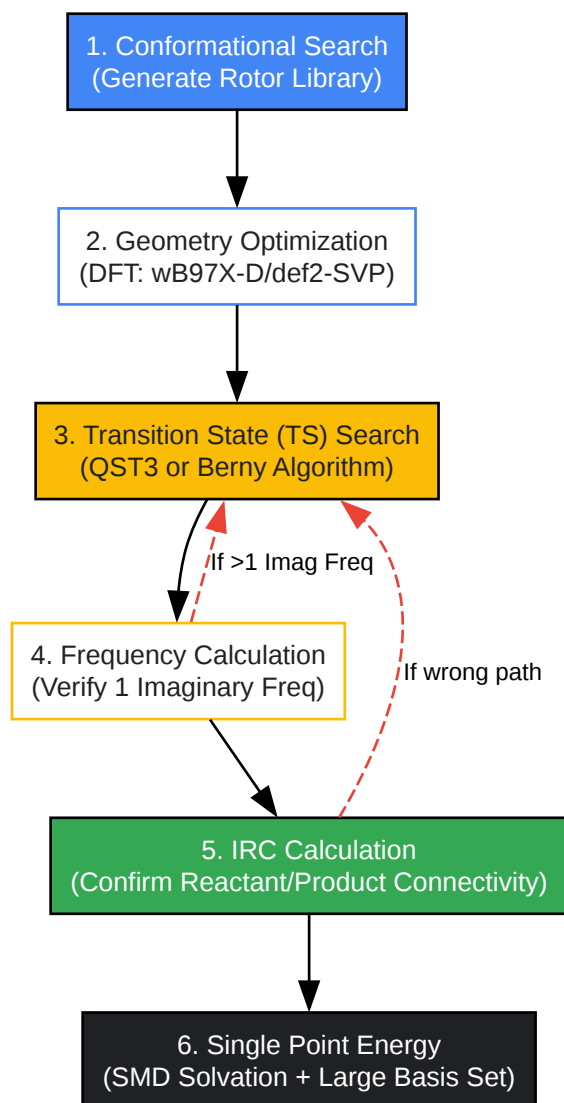 1. Conformational Search
(Generate Rotor Library)
2. Geometry Optimization
(DFT: wB97X-D/def2-SVP)
3. Transition State (TS) Search
(QST3 or Berny Algorithm)
If >1 Imag Freq
4. Frequency Calculation
(Verify 1 Imaginary Freq)
If wrong path
5. IRC Calculation
(Confirm Reactant/Product Connectivity)
6. Single Point Energy
(SMD Solvation + Large Basis Set)